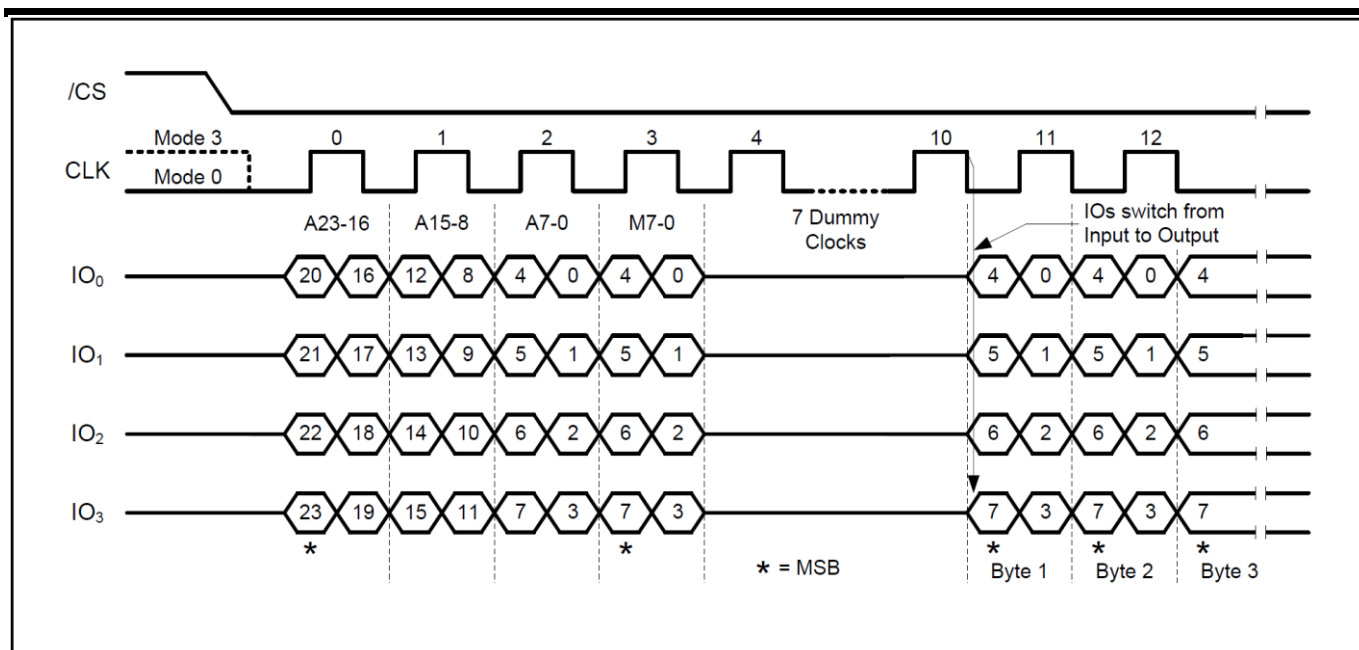 /CS
Mode 3 0 1 2 3 4 10 11 12
CLK
Mode 0
A23-16 A15-8 A7-0 M7-0 7 Dummy Clocks IOs switch from Input to Output
IO₀ 20 16 12 8 4 0 4 0 4 0 4 0 4
IO₁ 21 17 13 9 5 1 5 1 5 1 5 1 5
IO₂ 22 18 14 10 6 2 6 2 6 2 6 2 6
IO₃ 23 19 15 11 7 3 7 3 7 3 7 3 7
* * * * *
* = MSB Byte 1 Byte 2 Byte 3